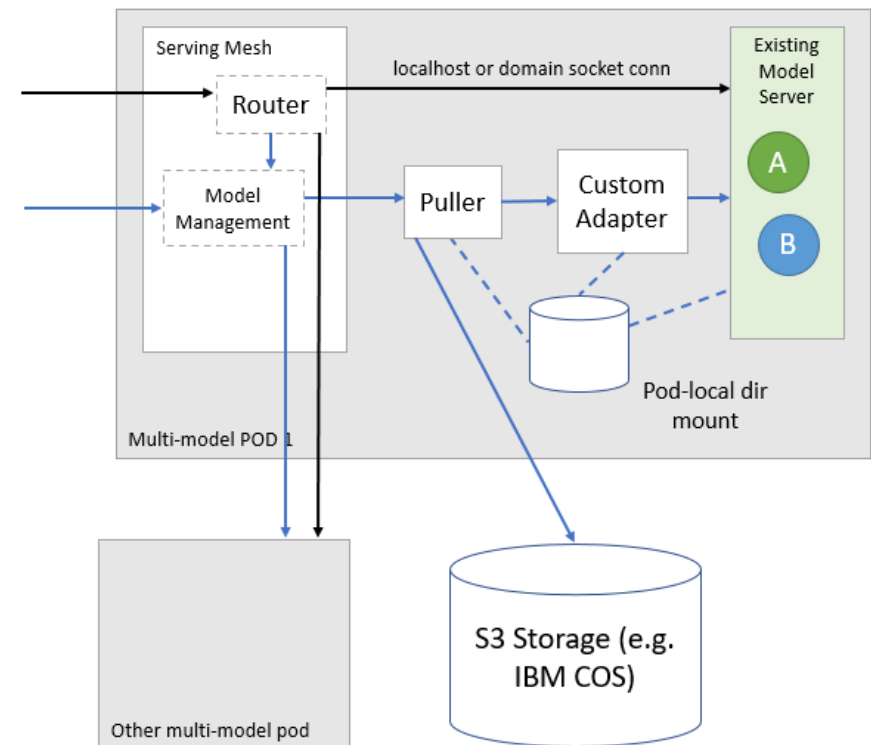 Serving Mesh
Router
Model
Management
localhost or domain socket conn
Existing
Model
Server
A
B
Puller
Custom
Adapter
Pod-local dir
mount
Multi-model POD 1
S3 Storage (e.g.
IBM COS)
Other multi-model pod